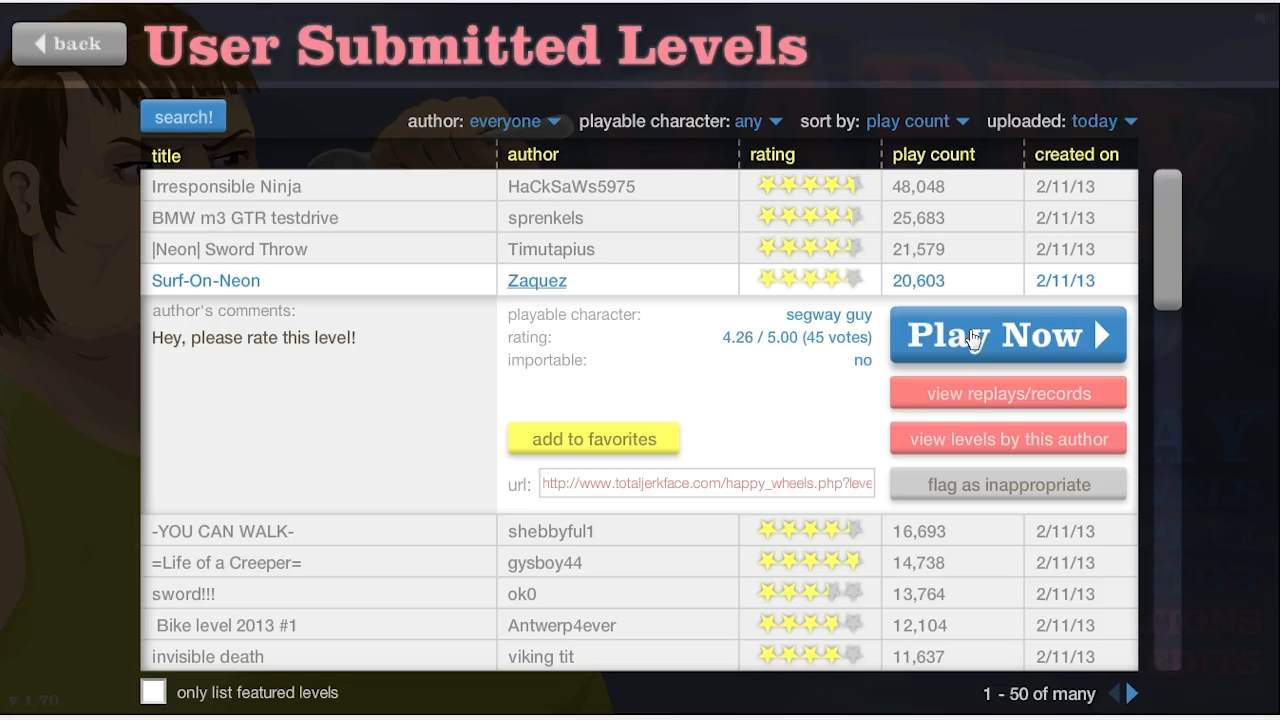 back
User Submitted Levels
search!
author: everyone playable character: any sort by: play count uploaded: today
title author rating play count created on
Irresponsible Ninja HaCkSaWs5975 48,048 2/11/13
BMW m3 GTR testdrive sprenkels 25,683 2/11/13
|Neon| Sword Throw Timutapius 21,579 2/11/13
Surf-On-Neon Zaquez 20,603 2/11/13
author's comments:
Hey, please rate this level!
playable character: segway guy
rating: 4.26 / 5.00 (45 votes)
importable: no
add to favorites
url: http://www.totaljerkface.com/happy_wheels.php?leve
Play Now
view replays/records
view levels by this author
flag as inappropriate
-YOU CAN WALK- shebbyful1 16,693 2/11/13
=Life of a Creeper= gysboy44 14,738 2/11/13
sword!!! ok0 13,764 2/11/13
Bike level 2013 #1 Antwerp4ever 12,104 2/11/13
invisible death viking tit 11,637 2/11/13
only list featured levels
1 - 50 of many
v 1.70